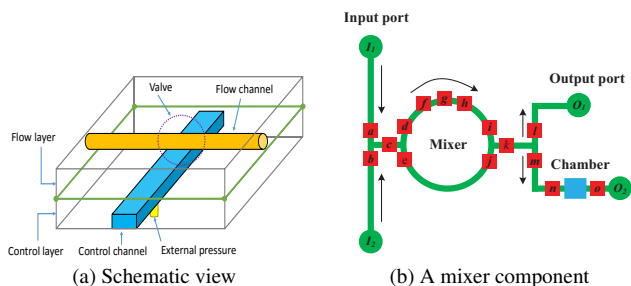 Valve
Flow channel
Flow layer
Control layer
Control channel
External pressure
(a) Schematic view
Input port
I1
a
b
c
d
e
f
g
h
i
j
Mixer
k
l
m
n
o
Output port
O1
Chamber
O2
I2
(b) A mixer component